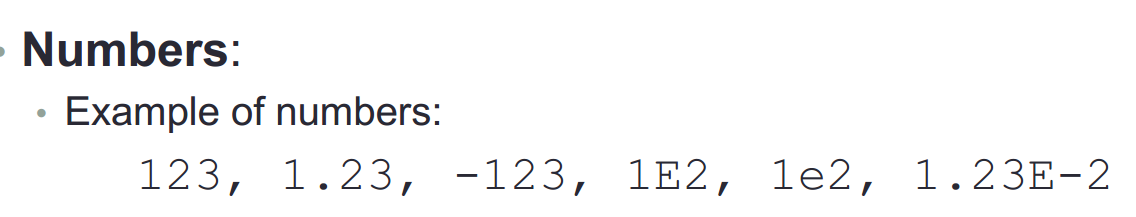 • Numbers:
• Example of numbers:
123, 1.23, -123, 1E2, 1e2, 1.23E-2